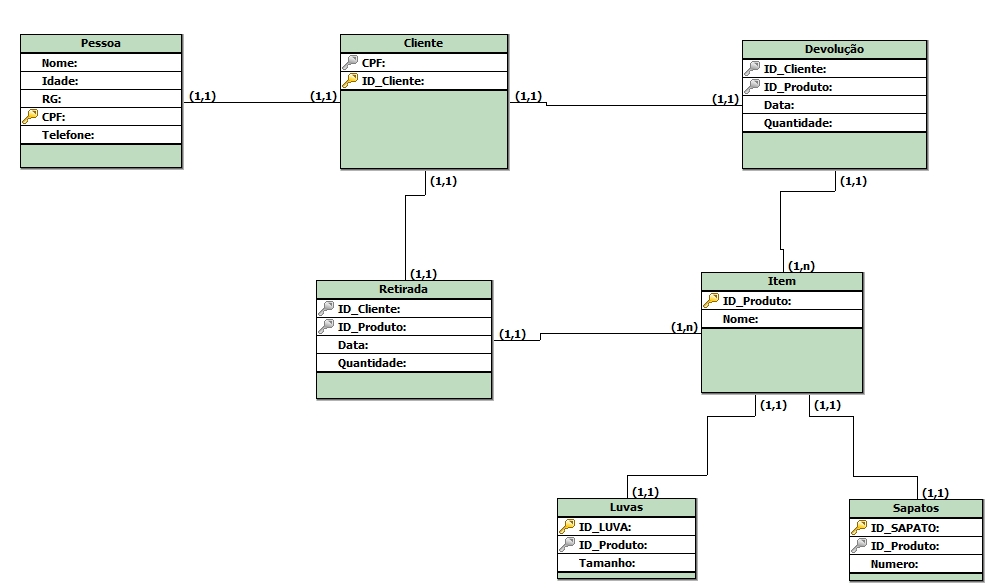 Pessoa
Nome:
Idade:
RG:
CPF:
Telefone:
(1,1)
(1,1)
Cliente
CPF:
ID_Cliente:
(1,1)
(1,1)
Devolução
ID_Cliente:
ID_Produto:
Data:
Quantidade:
(1,1)
(1,1)
(1,1)
Retirada
ID_Cliente:
ID_Produto:
Data:
Quantidade:
(1,1)
(1,n)
(1,n)
Item
ID_Produto:
Nome:
(1,1)
(1,1)
(1,1)
Luvas
ID_LUVA:
ID_Produto:
Tamanho:
(1,1)
Sapatos
ID_SAPATO:
ID_Produto:
Numero: